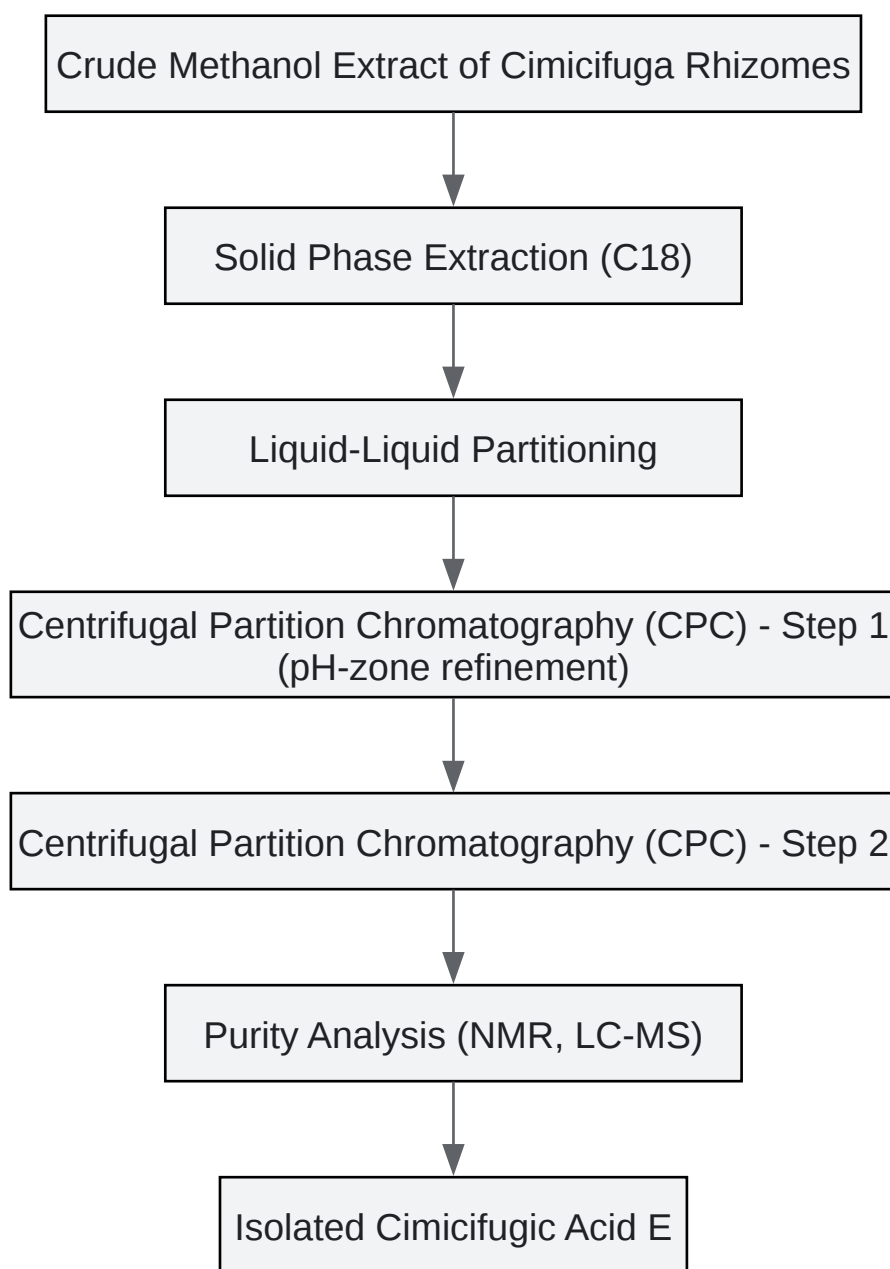 Crude Methanol Extract of Cimicifuga Rhizomes
Solid Phase Extraction (C18)
Liquid-Liquid Partitioning
Centrifugal Partition Chromatography (CPC) - Step 1
(pH-zone refinement)
Centrifugal Partition Chromatography (CPC) - Step 2
Purity Analysis (NMR, LC-MS)
Isolated Cimicifugic Acid E